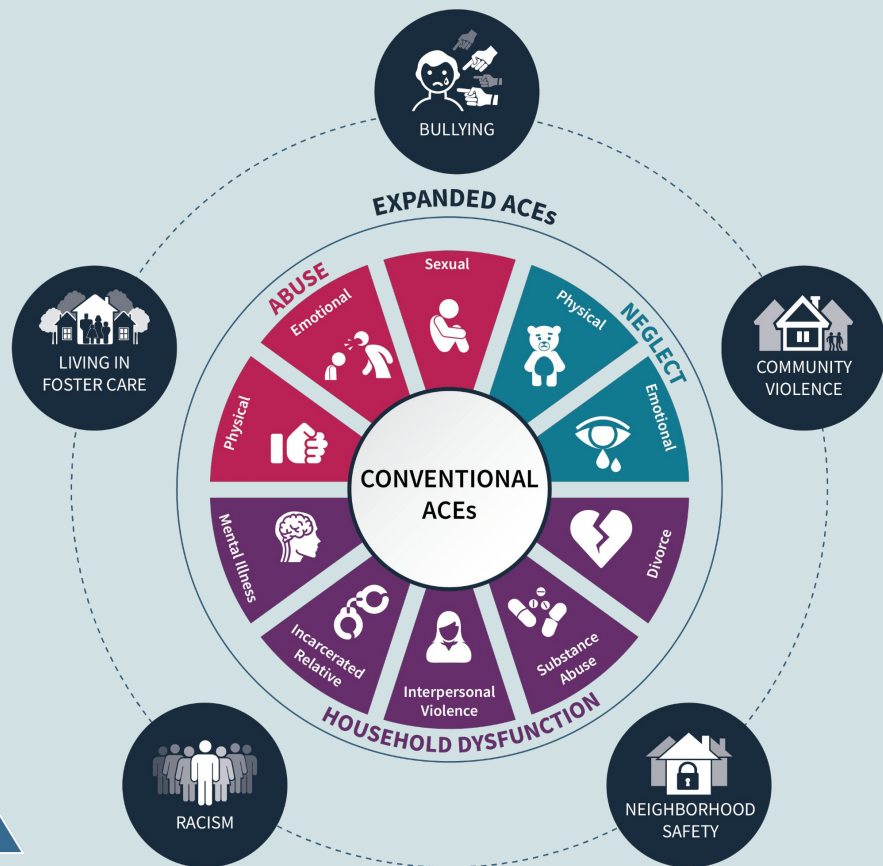 BULLYING
EXPANDED ACEs
LIVING IN
FOSTER CARE
COMMUNITY
VIOLENCE
ABUSE
Physical
Emotional
Sexual
NEGLECT
Physical
Emotional
CONVENTIONAL
ACEs
Mental Illness
Incarcerated
Relative
Interpersonal
Violence
Substance
Abuse
Divorce
HOUSEHOLD DYSFUNCTION
RACISM
NEIGHBORHOOD
SAFETY